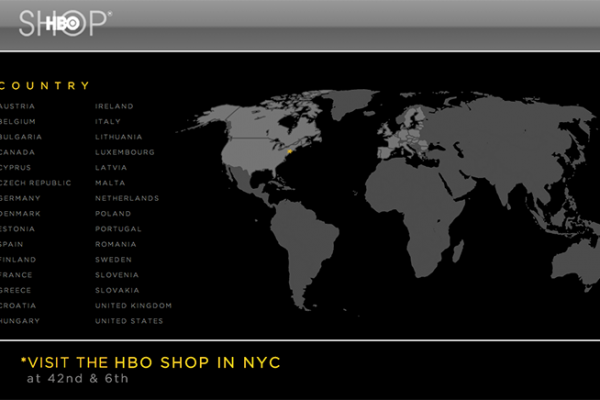 SHOP®
HBO
COUNTRY
AUSTRIA
BELGIUM
BULGARIA
CANADA
CYPRUS
CZECH REPUBLIC
GERMANY
DENMARK
ESTONIA
SPAIN
FINLAND
FRANCE
GREECE
CROATIA
HUNGARY
IRELAND
ITALY
LITHUANIA
LUXEMBOURG
LATVIA
MALTA
NETHERLANDS
POLAND
PORTUGAL
ROMANIA
SWEDEN
SLOVENIA
SLOVAKIA
UNITED KINGDOM
UNITED STATES
*VISIT THE HBO SHOP IN NYC
at 42nd & 6th